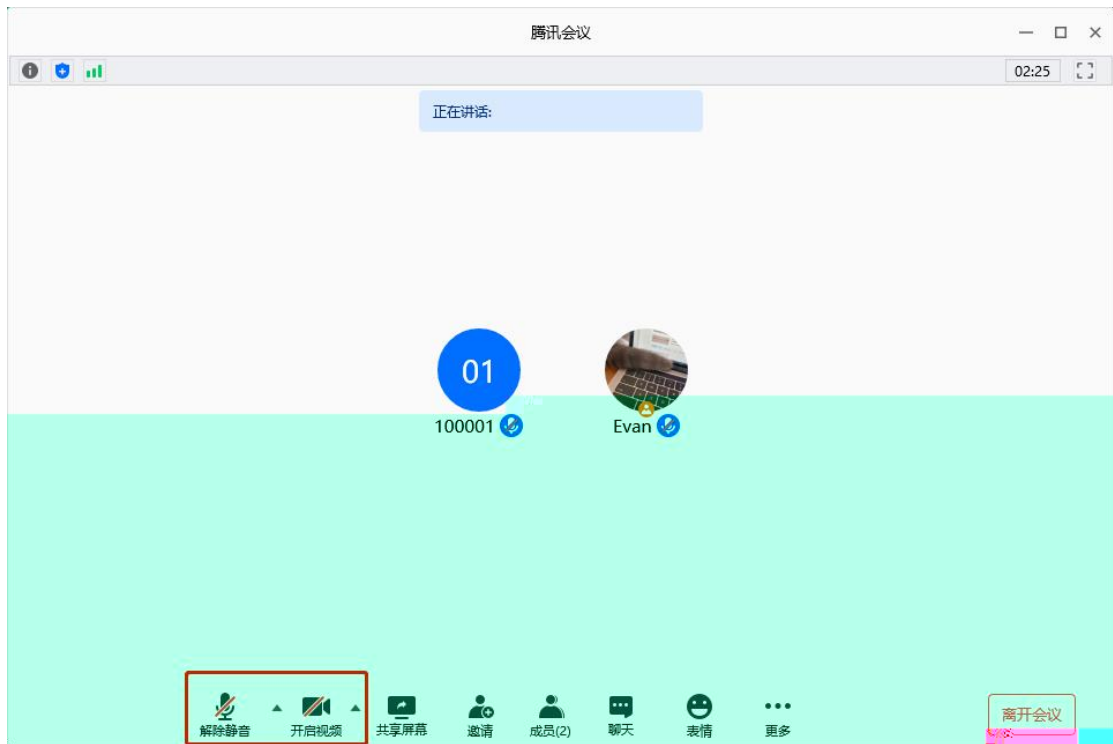 腾讯会议
02:25
正在讲话:
01
100001
Evan
解除静音
开启视频
共享屏幕
邀请
成员(2)
聊天
表情
更多
离开会议